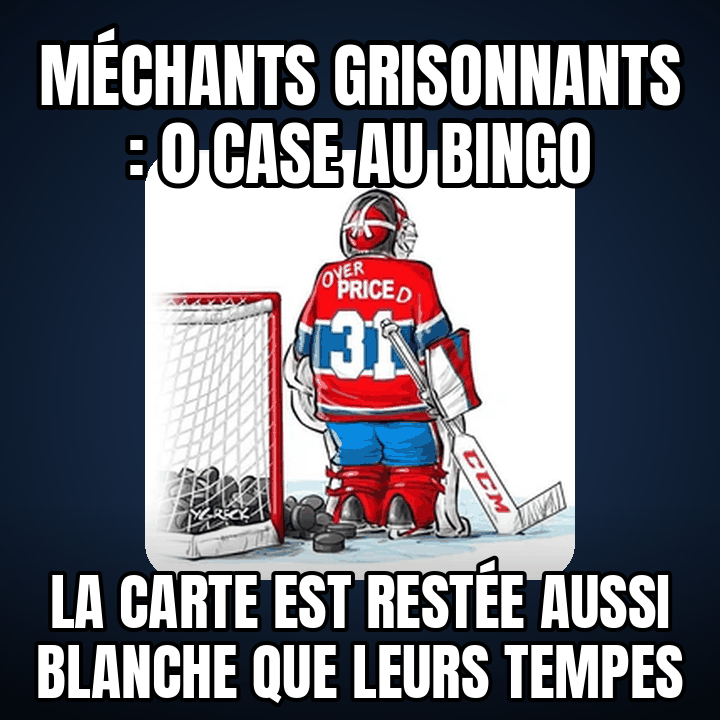 MÉCHANTS GRISONNANTS
: 0 CASE AU BINGO
OVER
PRICED
31
CCM
YGRECK
LA CARTE EST RESTÉE AUSSI
BLANCHE QUE LEURS TEMPES